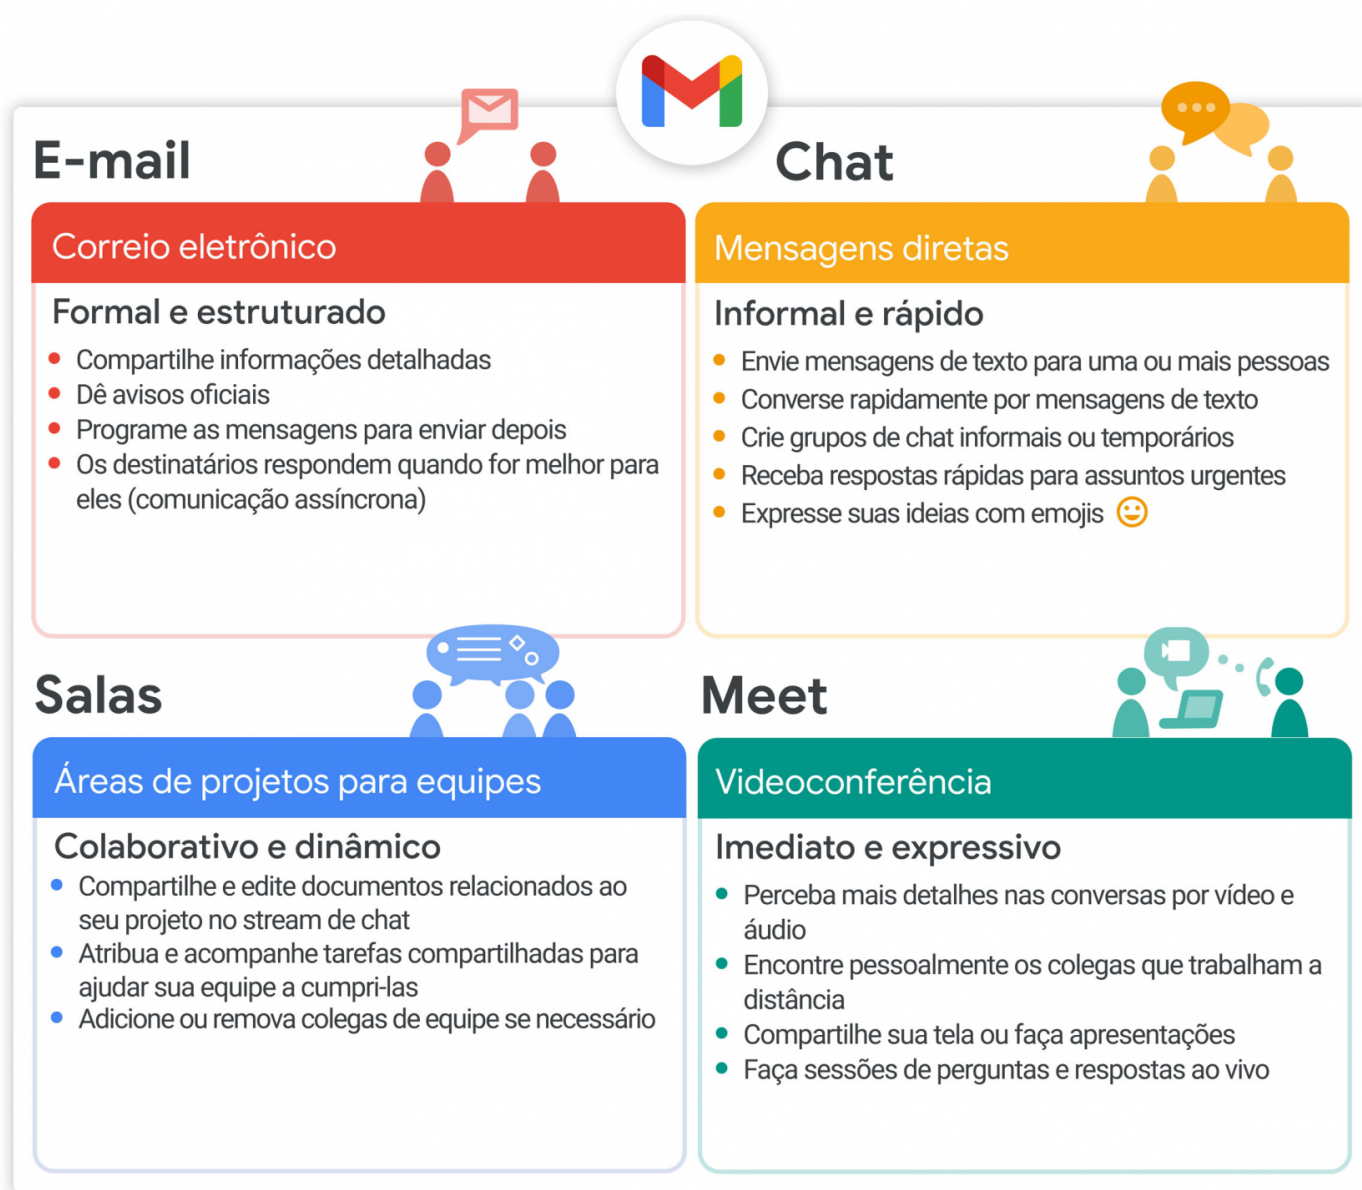 E-mail
Correio eletrônico
Formal e estruturado
Compartilhe informações detalhadas
Dê avisos oficiais
Programe as mensagens para enviar depois
Os destinatários respondem quando for melhor para
eles (comunicação assíncrona)
Chat
Mensagens diretas
Informal e rápido
Envie mensagens de texto para uma ou mais pessoas
Converse rapidamente por mensagens de texto
Crie grupos de chat informais ou temporários
Receba respostas rápidas para assuntos urgentes
Expresse suas ideias com emojis
Salas
Áreas de projetos para equipes
Colaborativo e dinâmico
Compartilhe e edite documentos relacionados ao
seu projeto no stream de chat
Atribua e acompanhe tarefas compartilhadas para
ajudar sua equipe a cumpri-las
Adicione ou remova colegas de equipe se necessário
Meet
Videoconferência
Imediato e expressivo
Perceba mais detalhes nas conversas por vídeo e
áudio
Encontre pessoalmente os colegas que trabalham a
distância
Compartilhe sua tela ou faça apresentações
Faça sessões de perguntas e respostas ao vivo